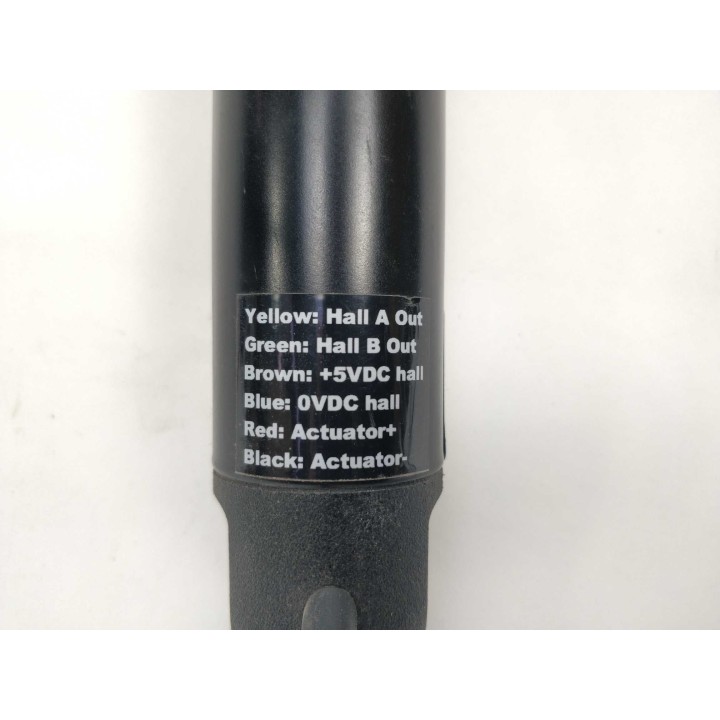 Yellow: Hall A Out
Green: Hall B Out
Brown: +5VDC hall
Blue: 0VDC hall
Red: Actuator+
Black: Actuator-